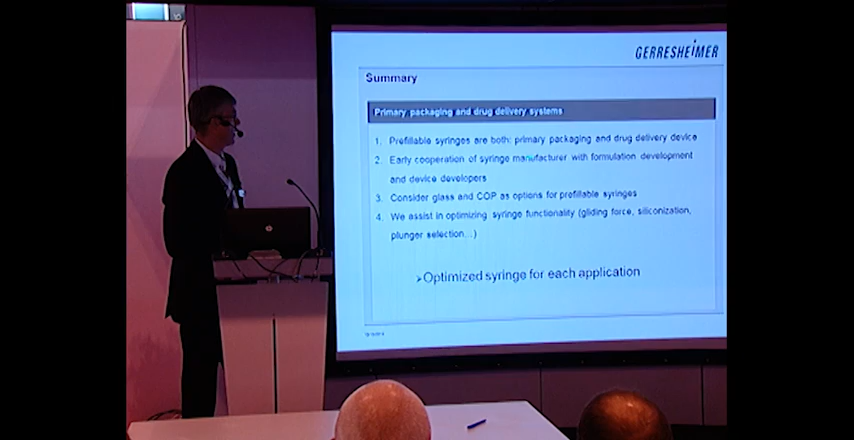 GERRESHEIMER
Summary
Primary packaging and drug delivery systems
1. Prefillable syringes are both: primary packaging and drug delivery device
2. Early cooperation of syringe manufacturer with formulation development
and device developers
3. Consider glass and COP as options for prefillable syringes
4. We assist in optimizing syringe functionality (gliding force, siliconization,
plunger selection...)
➢Optimized syringe for each application